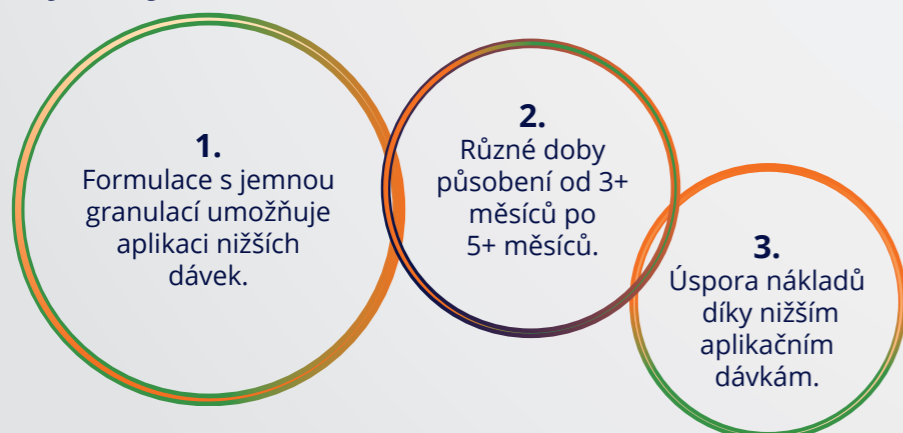 1.
Formulace s jemnou
granulací umožňuje
aplikaci nižších
dávek.
2.
Různé doby
působení od 3+
měsíců po
5+ měsíců.
3.
Úspora nákladů
díky nižším
aplikačním
dávkám.